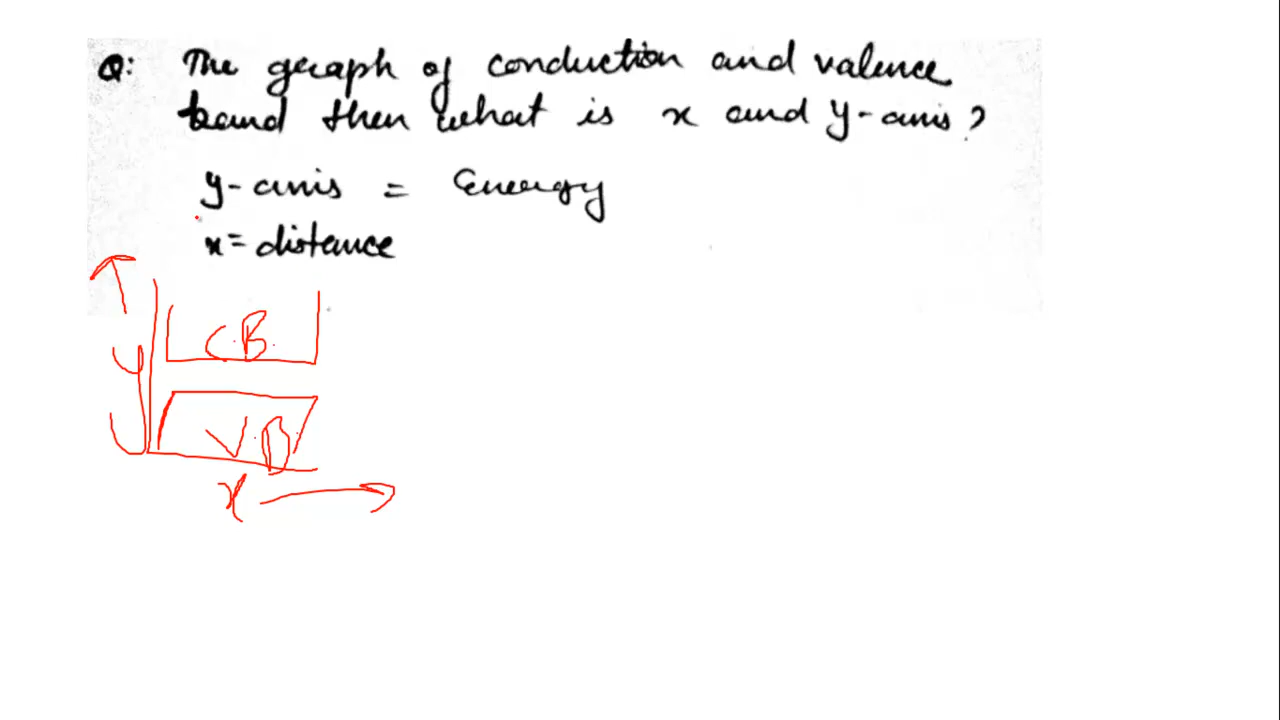 Q: The graph of conduction and valence
band then what is x and y-axis?
y-axis = Energy
x = distance
C.B.
y
V.B.
x